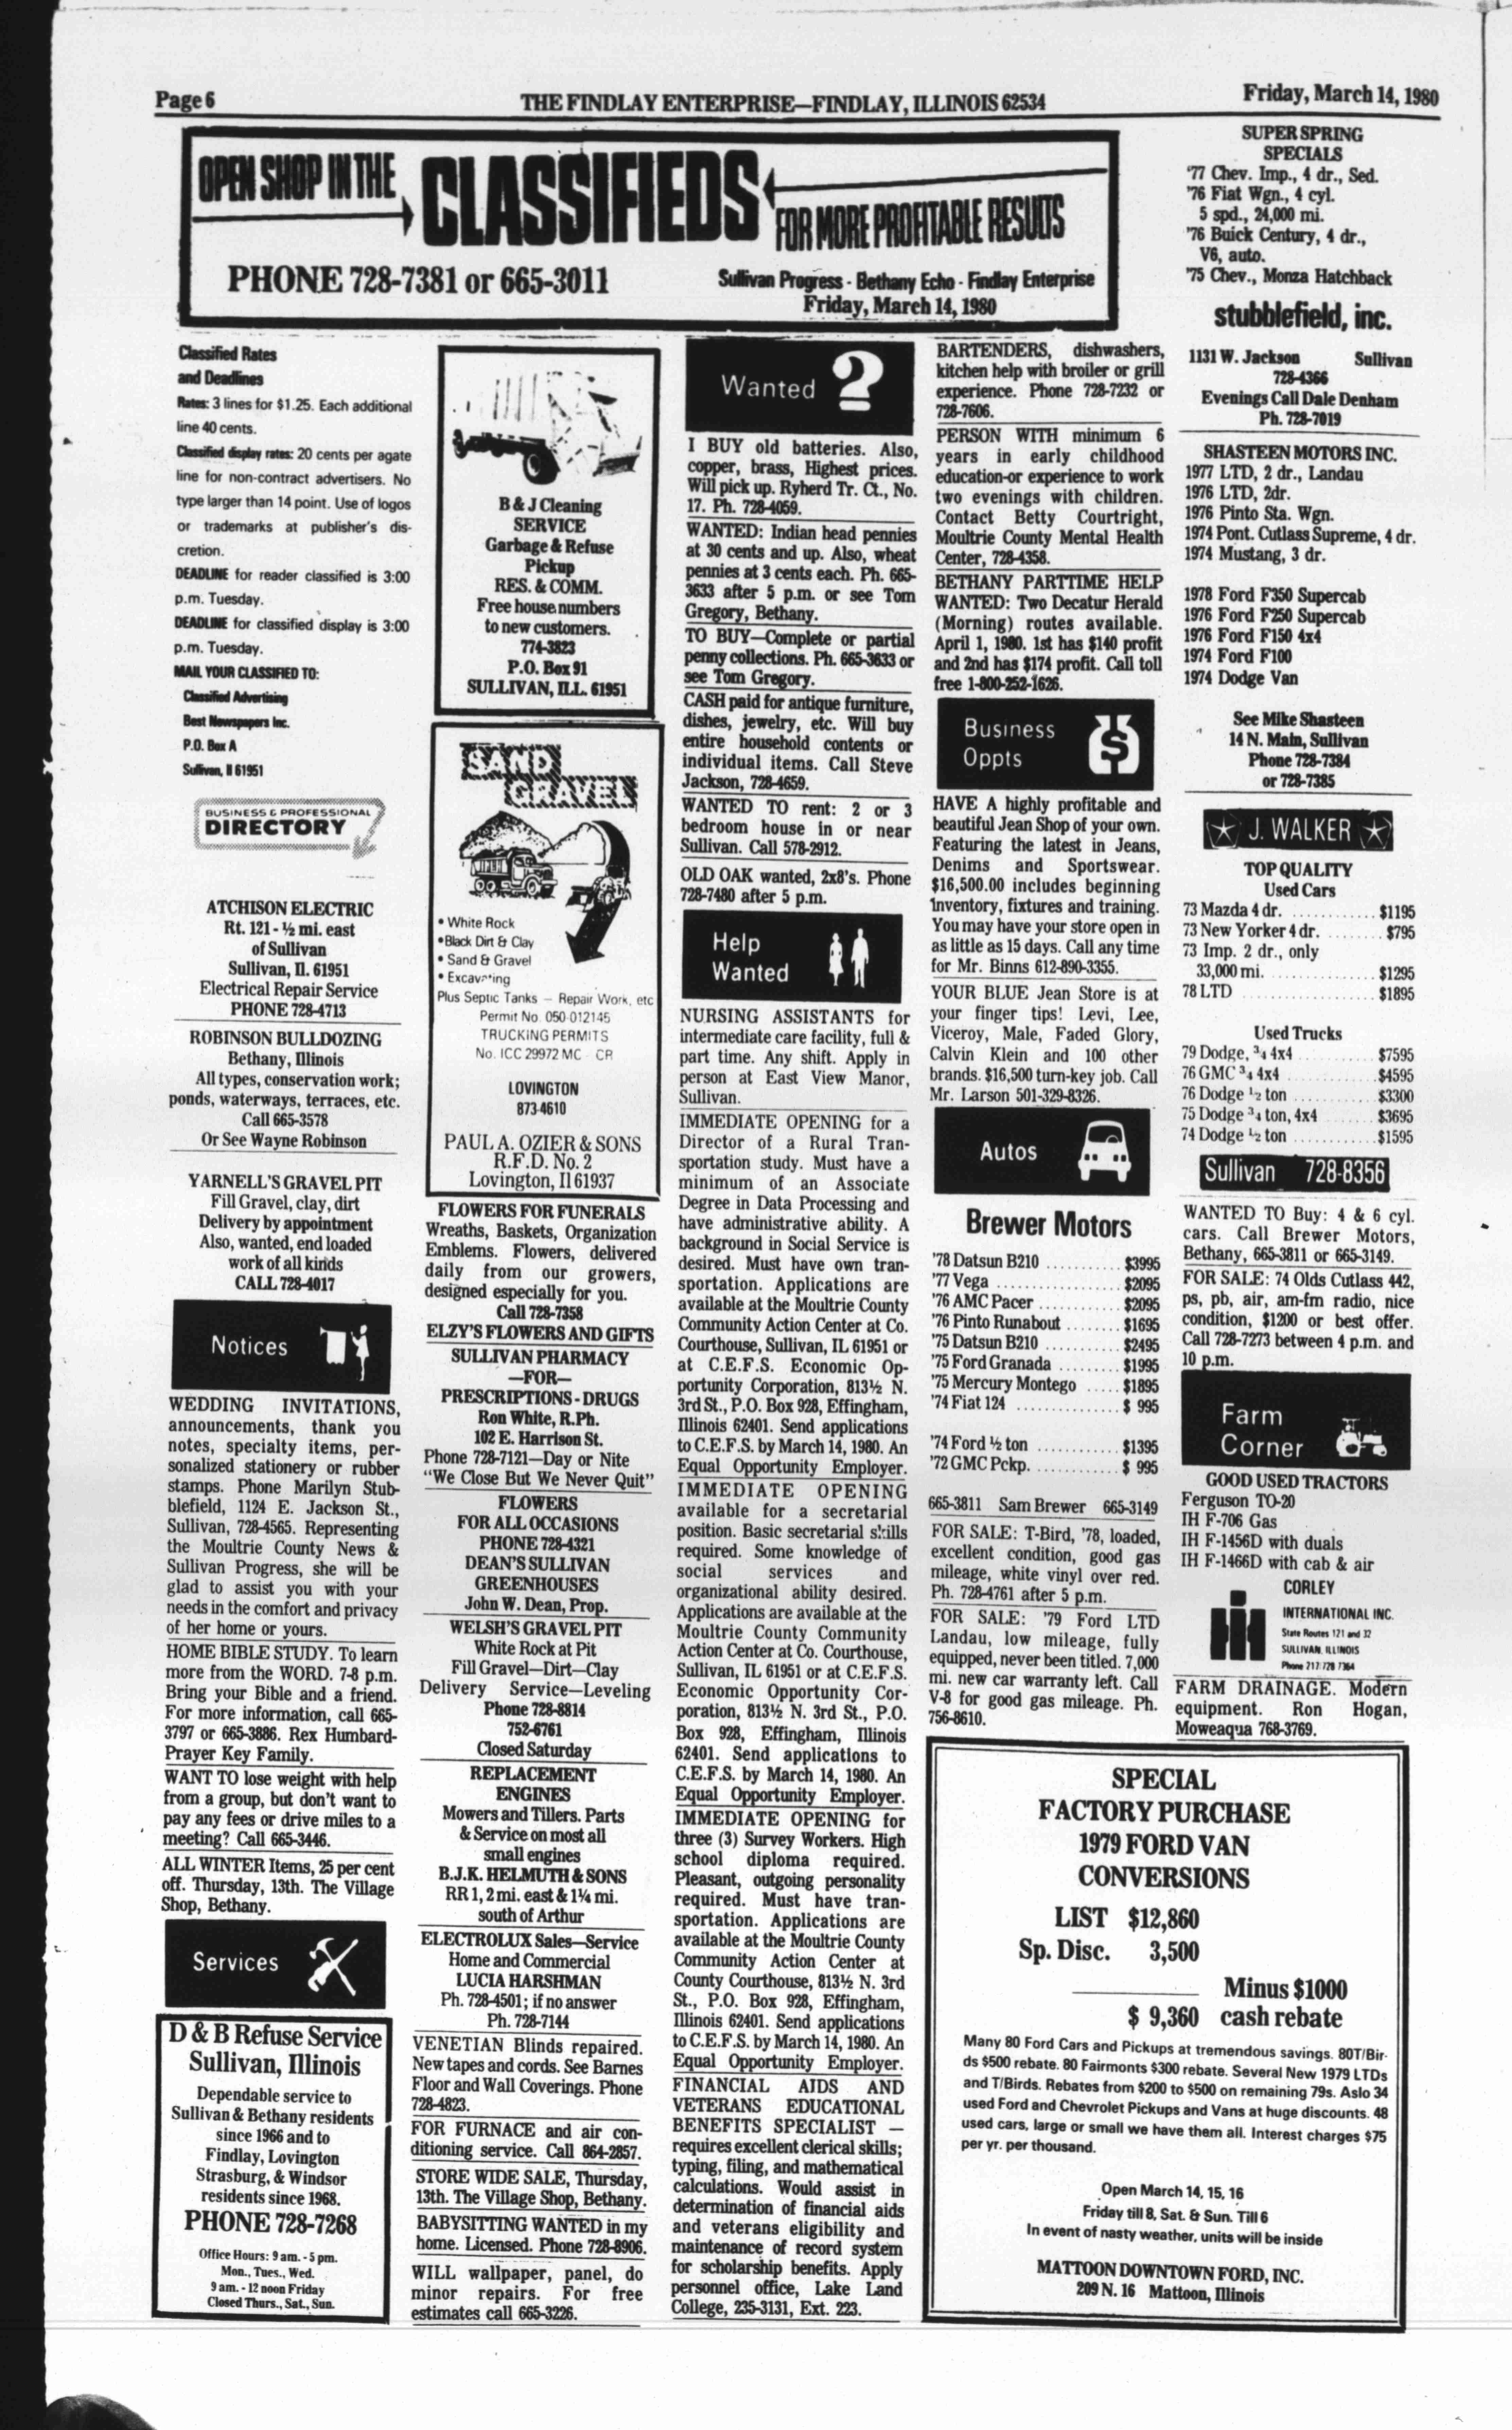 Page 6
THE FINDLAY ENTERPRISE—FINDLAY, ILLINOIS 62534
Friday, March 14, 1980
OPEN SHOP IN THE
CLASSIFIEDS
FOR MORE PROFITABLE RESULTS
PHONE 728-7381 or 665-3011
Sullivan Progress - Bethany Echo - Findlay Enterprise
Friday, March 14, 1980
Classified Rates
and Deadlines
Rates: 3 lines for $1.25. Each additional
line 40 cents.
Classified display rates: 20 cents per agate
line for non-contract advertisers. No
type larger than 14 point. Use of logos
or trademarks at publisher's dis-
cretion.
DEADLINE for reader classified is 3:00
p.m. Tuesday.
DEADLINE for classified display is 3:00
p.m. Tuesday.
MAIL YOUR CLASSIFIED TO:
Classified Advertising
Best Newspapers Inc.
P.O. Box A
Sullivan, Il 61951
BUSINESS & PROFESSIONAL
DIRECTORY
ATCHISON ELECTRIC
Rt. 121 - ½ mi. east
of Sullivan
Sullivan, Il. 61951
Electrical Repair Service
PHONE 728-4713
ROBINSON BULLDOZING
Bethany, Illinois
All types, conservation work;
ponds, waterways, terraces, etc.
Call 665-3578
Or See Wayne Robinson
YARNELL'S GRAVEL PIT
Fill Gravel, clay, dirt
Delivery by appointment
Also, wanted, end loaded
work of all kinds
CALL 728-4017
Notices
WEDDING INVITATIONS,
announcements, thank you
notes, specialty items, per-
sonalized stationery or rubber
stamps. Phone Marilyn Stub-
blefield, 1124 E. Jackson St.,
Sullivan, 728-4565. Representing
the Moultrie County News &
Sullivan Progress, she will be
glad to assist you with your
needs in the comfort and privacy
of her home or yours.
HOME BIBLE STUDY. To learn
more from the WORD. 7-8 p.m.
Bring your Bible and a friend.
For more information, call 665-
3797 or 665-3886. Rex Humbard-
Prayer Key Family.
WANT TO lose weight with help
from a group, but don't want to
pay any fees or drive miles to a
meeting? Call 665-3446.
ALL WINTER Items, 25 per cent
off. Thursday, 13th. The Village
Shop, Bethany.
Services
D & B Refuse Service
Sullivan, Illinois
Dependable service to
Sullivan & Bethany residents
since 1966 and to
Findlay, Lovington
Strasburg, & Windsor
residents since 1968.
PHONE 728-7268
Office Hours: 9 am. - 5 pm.
Mon., Tues., Wed.
9 am. - 12 noon Friday
Closed Thurs., Sat., Sun.
B & J Cleaning
SERVICE
Garbage & Refuse
Pickup
RES. & COMM.
Free house numbers
to new customers.
774-3823
P.O. Box 91
SULLIVAN, ILL. 61951
SAND
GRAVEL
• White Rock
• Black Dirt & Clay
• Sand & Gravel
• Excavating
Plus Septic Tanks — Repair Work, etc
Permit No. 050-012145
TRUCKING PERMITS
No. ICC 29972 MC - CR
LOVINGTON
873-4610
PAUL A. OZIER & SONS
R.F.D. No. 2
Lovington, Il 61937
FLOWERS FOR FUNERALS
Wreaths, Baskets, Organization
Emblems. Flowers, delivered
daily from our growers,
designed especially for you.
Call 728-7358
ELZY'S FLOWERS AND GIFTS
SULLIVAN PHARMACY
—FOR—
PRESCRIPTIONS - DRUGS
Ron White, R.Ph.
102 E. Harrison St.
Phone 728-7121—Day or Nite
"We Close But We Never Quit"
FLOWERS
FOR ALL OCCASIONS
PHONE 728-4321
DEAN'S SULLIVAN
GREENHOUSES
John W. Dean, Prop.
WELSH'S GRAVEL PIT
White Rock at Pit
Fill Gravel—Dirt—Clay
Delivery Service—Leveling
Phone 728-8814
752-6761
Closed Saturday
REPLACEMENT
ENGINES
Mowers and Tillers. Parts
& Service on most all
small engines
B.J.K. HELMUTH & SONS
RR 1, 2 mi. east & 1¼ mi.
south of Arthur
ELECTROLUX Sales—Service
Home and Commercial
LUCIA HARSHMAN
Ph. 728-4501; if no answer
Ph. 728-7144
VENETIAN Blinds repaired.
New tapes and cords. See Barnes
Floor and Wall Coverings. Phone
728-4823.
FOR FURNACE and air con-
ditioning service. Call 864-2857.
STORE WIDE SALE, Thursday,
13th. The Village Shop, Bethany.
BABYSITTING WANTED in my
home. Licensed. Phone 728-8906.
WILL wallpaper, panel, do
minor repairs. For free
estimates call 665-3226.
Wanted ?
I BUY old batteries. Also,
copper, brass, Highest prices.
Will pick up. Ryherd Tr. Ct., No.
17. Ph. 728-4059.
WANTED: Indian head pennies
at 30 cents and up. Also, wheat
pennies at 3 cents each. Ph. 665-
3633 after 5 p.m. or see Tom
Gregory, Bethany.
TO BUY—Complete or partial
penny collections. Ph. 665-3633 or
see Tom Gregory.
CASH paid for antique furniture,
dishes, jewelry, etc. Will buy
entire household contents or
individual items. Call Steve
Jackson, 728-4659.
WANTED TO rent: 2 or 3
bedroom house in or near
Sullivan. Call 578-2912.
OLD OAK wanted, 2x8's. Phone
728-7480 after 5 p.m.
Help
Wanted
NURSING ASSISTANTS for
intermediate care facility, full &
part time. Any shift. Apply in
person at East View Manor,
Sullivan.
IMMEDIATE OPENING for a
Director of a Rural Tran-
sportation study. Must have a
minimum of an Associate
Degree in Data Processing and
have administrative ability. A
background in Social Service is
desired. Must have own tran-
sportation. Applications are
available at the Moultrie County
Community Action Center at Co.
Courthouse, Sullivan, IL 61951 or
at C.E.F.S. Economic Op-
portunity Corporation, 813½ N.
3rd St., P.O. Box 928, Effingham,
Illinois 62401. Send applications
to C.E.F.S. by March 14, 1980. An
Equal Opportunity Employer.
IMMEDIATE OPENING
available for a secretarial
position. Basic secretarial skills
required. Some knowledge of
social services and
organizational ability desired.
Applications are available at the
Moultrie County Community
Action Center at Co. Courthouse,
Sullivan, IL 61951 or at C.E.F.S.
Economic Opportunity Cor-
poration, 813½ N. 3rd St., P.O.
Box 928, Effingham, Illinois
62401. Send applications to
C.E.F.S. by March 14, 1980. An
Equal Opportunity Employer.
IMMEDIATE OPENING for
three (3) Survey Workers. High
school diploma required.
Pleasant, outgoing personality
required. Must have tran-
sportation. Applications are
available at the Moultrie County
Community Action Center at
County Courthouse, 813½ N. 3rd
St., P.O. Box 928, Effingham,
Illinois 62401. Send applications
to C.E.F.S. by March 14, 1980. An
Equal Opportunity Employer.
FINANCIAL AIDS AND
VETERANS EDUCATIONAL
BENEFITS SPECIALIST —
requires excellent clerical skills;
typing, filing, and mathematical
calculations. Would assist in
determination of financial aids
and veterans eligibility and
maintenance of record system
for scholarship benefits. Apply
personnel office, Lake Land
College, 235-3131, Ext. 223.
BARTENDERS, dishwashers,
kitchen help with broiler or grill
experience. Phone 728-7232 or
728-7606.
PERSON WITH minimum 6
years in early childhood
education-or experience to work
two evenings with children.
Contact Betty Courtright,
Moultrie County Mental Health
Center, 728-4358.
BETHANY PARTTIME HELP
WANTED: Two Decatur Herald
(Morning) routes available.
April 1, 1980. 1st has $140 profit
and 2nd has $174 profit. Call toll
free 1-800-252-1626.
Business
Oppts
$
HAVE A highly profitable and
beautiful Jean Shop of your own.
Featuring the latest in Jeans,
Denims and Sportswear.
$16,500.00 includes beginning
Inventory, fixtures and training.
You may have your store open in
as little as 15 days. Call any time
for Mr. Binns 612-890-3355.
YOUR BLUE Jean Store is at
your finger tips! Levi, Lee,
Viceroy, Male, Faded Glory,
Calvin Klein and 100 other
brands. $16,500 turn-key job. Call
Mr. Larson 501-329-8326.
Autos
Brewer Motors
'78 Datsun B210 .......... $3995
'77 Vega ................. $2095
'76 AMC Pacer ........... $2095
'76 Pinto Runabout ....... $1695
'75 Datsun B210 .......... $2495
'75 Ford Granada ........ $1995
'75 Mercury Montego ..... $1895
'74 Fiat 124 .............. $ 995
'74 Ford ½ ton ........... $1395
'72 GMC Pckp. ............ $ 995
665-3811 Sam Brewer 665-3149
FOR SALE: T-Bird, '78, loaded,
excellent condition, good gas
mileage, white vinyl over red.
Ph. 728-4761 after 5 p.m.
FOR SALE: '79 Ford LTD
Landau, low mileage, fully
equipped, never been titled. 7,000
mi. new car warranty left. Call
V-8 for good gas mileage. Ph.
756-8610.
SUPER SPRING
SPECIALS
'77 Chev. Imp., 4 dr., Sed.
'76 Fiat Wgn., 4 cyl.
5 spd., 24,000 mi.
'76 Buick Century, 4 dr.,
V6, auto.
'75 Chev., Monza Hatchback
stubblefield, inc.
1131 W. Jackson Sullivan
728-4366
Evenings Call Dale Denham
Ph. 728-7019
SHASTEEN MOTORS INC.
1977 LTD, 2 dr., Landau
1976 LTD, 2dr.
1976 Pinto Sta. Wgn.
1974 Pont. Cutlass Supreme, 4 dr.
1974 Mustang, 3 dr.
1978 Ford F350 Supercab
1976 Ford F250 Supercab
1976 Ford F150 4x4
1974 Ford F100
1974 Dodge Van
See Mike Shasteen
14 N. Main, Sullivan
Phone 728-7384
or 728-7385
J. WALKER
TOP QUALITY
Used Cars
73 Mazda 4 dr. ............ $1195
73 New Yorker 4 dr. ........ $795
73 Imp. 2 dr., only
33,000 mi. ............... $1295
78 LTD ................... $1895
Used Trucks
79 Dodge, ¾ 4x4 ........... $7595
76 GMC ¾ 4x4 ............. $4595
76 Dodge ½ ton ............ $3300
75 Dodge ¾ ton, 4x4 ...... $3695
74 Dodge ½ ton ............ $1595
Sullivan 728-8356
WANTED TO Buy: 4 & 6 cyl.
cars. Call Brewer Motors,
Bethany, 665-3811 or 665-3149.
FOR SALE: 74 Olds Cutlass 442,
ps, pb, air, am-fm radio, nice
condition, $1200 or best offer.
Call 728-7273 between 4 p.m. and
10 p.m.
Farm
Corner
GOOD USED TRACTORS
Ferguson TO-20
IH F-706 Gas
IH F-1456D with duals
IH F-1466D with cab & air
CORLEY
INTERNATIONAL INC.
State Routes 121 and 32
SULLIVAN, ILLINOIS
Phone 217/728 7364
FARM DRAINAGE. Modern
equipment. Ron Hogan,
Moweaqua 768-3769.
SPECIAL
FACTORY PURCHASE
1979 FORD VAN
CONVERSIONS
LIST $12,860
Sp. Disc. 3,500
Minus $1000
$ 9,360 cash rebate
Many 80 Ford Cars and Pickups at tremendous savings. 80T/Bir-
ds $500 rebate. 80 Fairmonts $300 rebate. Several New 1979 LTDs
and T/Birds. Rebates from $200 to $500 on remaining 79s. Aslo 34
used Ford and Chevrolet Pickups and Vans at huge discounts. 48
used cars, large or small we have them all. Interest charges $75
per yr. per thousand.
Open March 14, 15, 16
Friday till 8, Sat. & Sun. Till 6
In event of nasty weather, units will be inside
MATTOON DOWNTOWN FORD, INC.
209 N. 16 Mattoon, Illinois